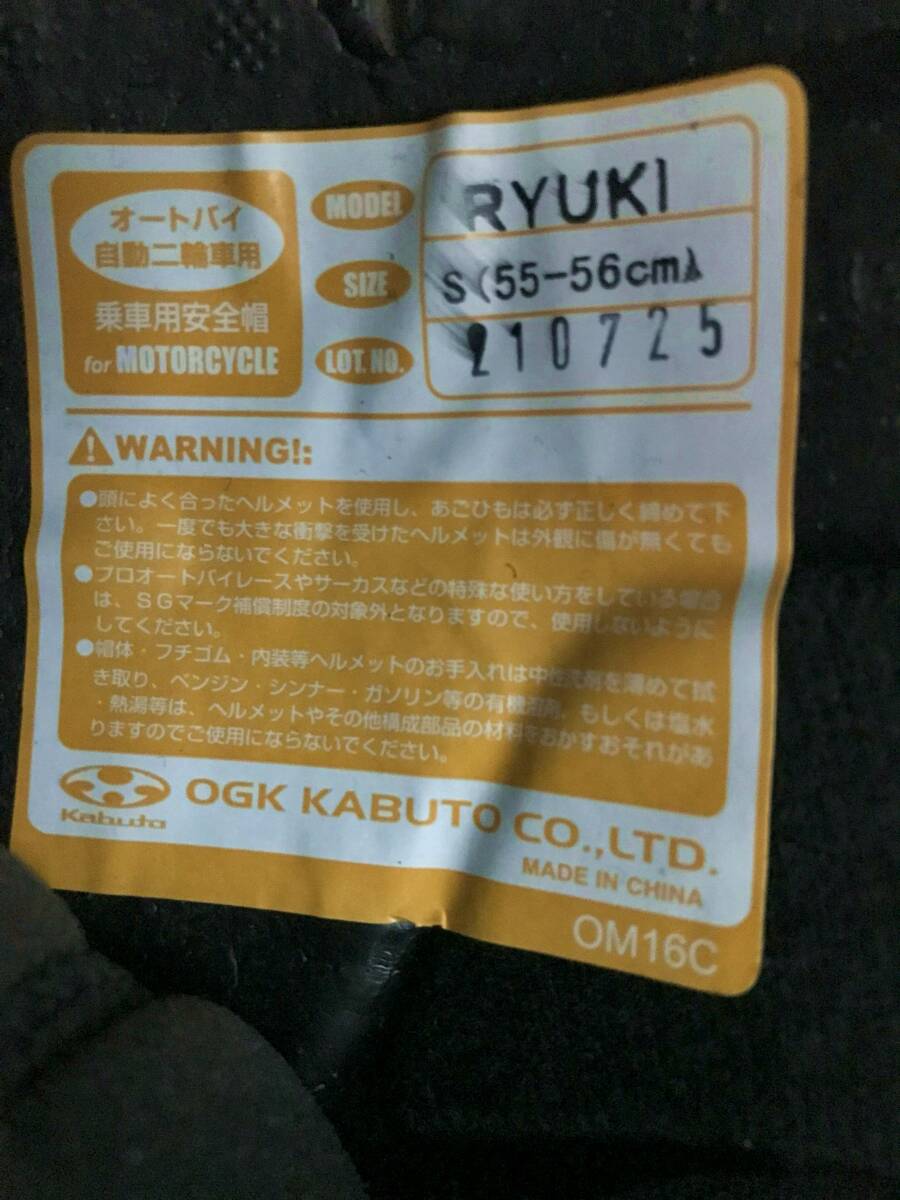 オートバイ
自動二輪車用
乗車用安全帽
for MOTORCYCLE
MODEL RYUKI
SIZE S(55-56cm)
LOT.NO. 210725
WARNING!:
●頭によく合ったヘルメットを使用し、あごひもは必ず正しく締めて下
さい。一度でも大きな衝撃を受けたヘルメットは外観に傷が無くても
ご使用にならないでください。
●プロオートバイレースやサーカスなどの特殊な使い方をしている場合
は、SGマーク補償制度の対象外となりますので、使用しないように
してください。
●帽体・フチゴム・内装等ヘルメットのお手入れは中性洗剤を薄めて拭
き取り、ベンジン・シンナー・ガソリン等の有機溶剤、もしくは塩水
・熱湯等は、ヘルメットやその他構成部品の材料をおかすおそれがあ
りますのでご使用にならないでください。
Kabuto OGK KABUTO CO.,LTD.
MADE IN CHINA
OM16C